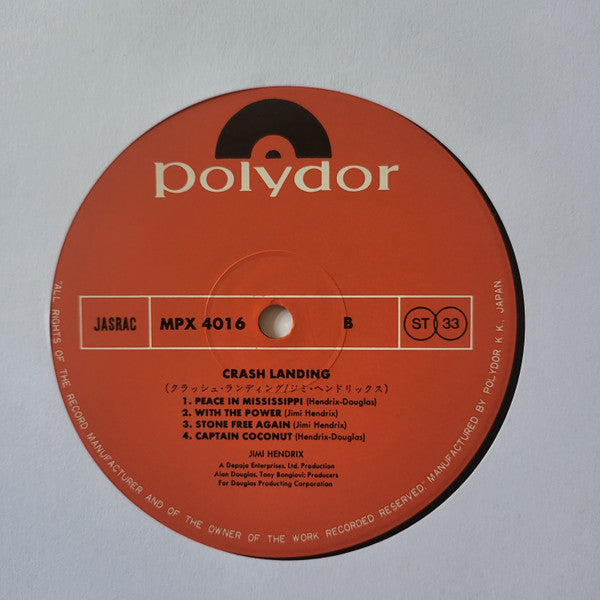 polydor
JASRAC
MPX 4016
B
ST 33
CRASH LANDING
(クラッシュ・ランディング/ジミ・ヘンドリックス)
1. PEACE IN MISSISSIPPI (Hendrix-Douglas)
2. WITH THE POWER (Jimi Hendrix)
3. STONE FREE AGAIN (Jimi Hendrix)
4. CAPTAIN COCONUT (Hendrix-Douglas)
JIMI HENDRIX
A Depaja Enterprises, Ltd. Production
Alan Douglas, Tony Bongiovi; Producers
For Douglas Producting Corporation
"ALL RIGHTS OF THE RECORD MANUFACTURER AND OF THE OWNER OF THE WORK RECORDED RESERVED" MANUFACTURED BY POLYDOR K.K., JAPAN.